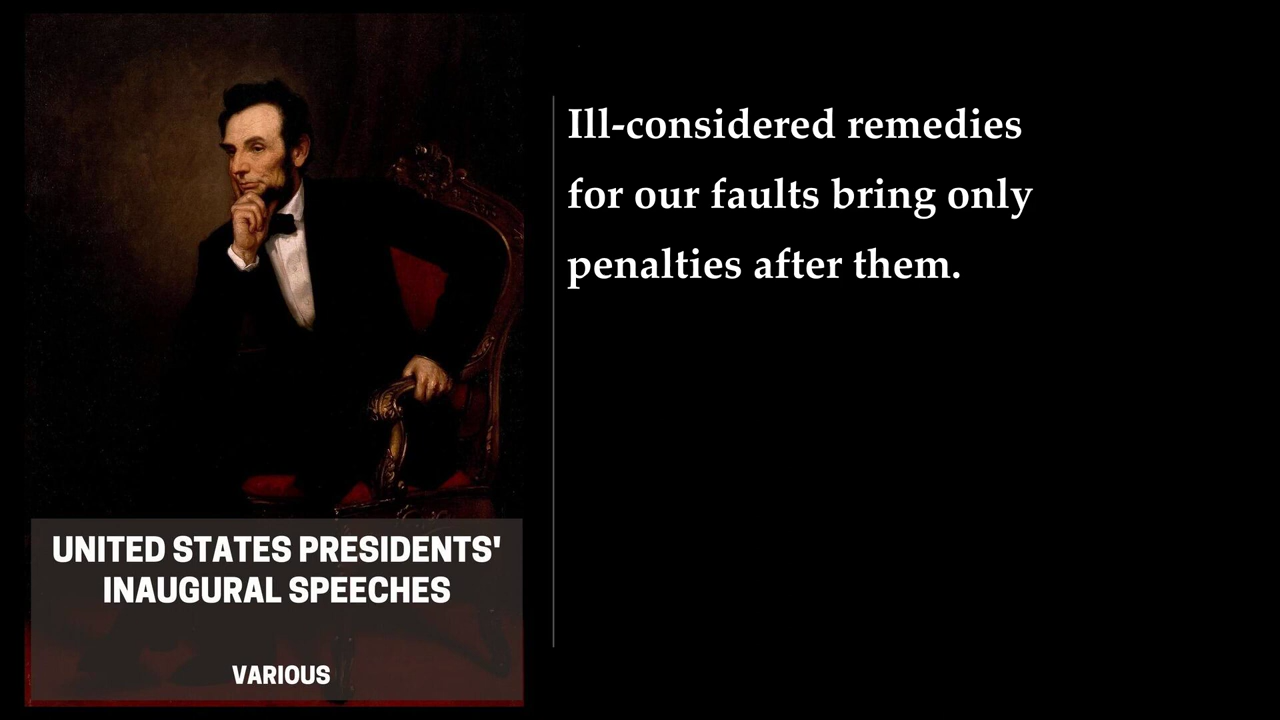 Ill-considered remedies
for our faults bring only
penalties after them.
UNITED STATES PRESIDENTS'
INAUGURAL SPEECHES
VARIOUS